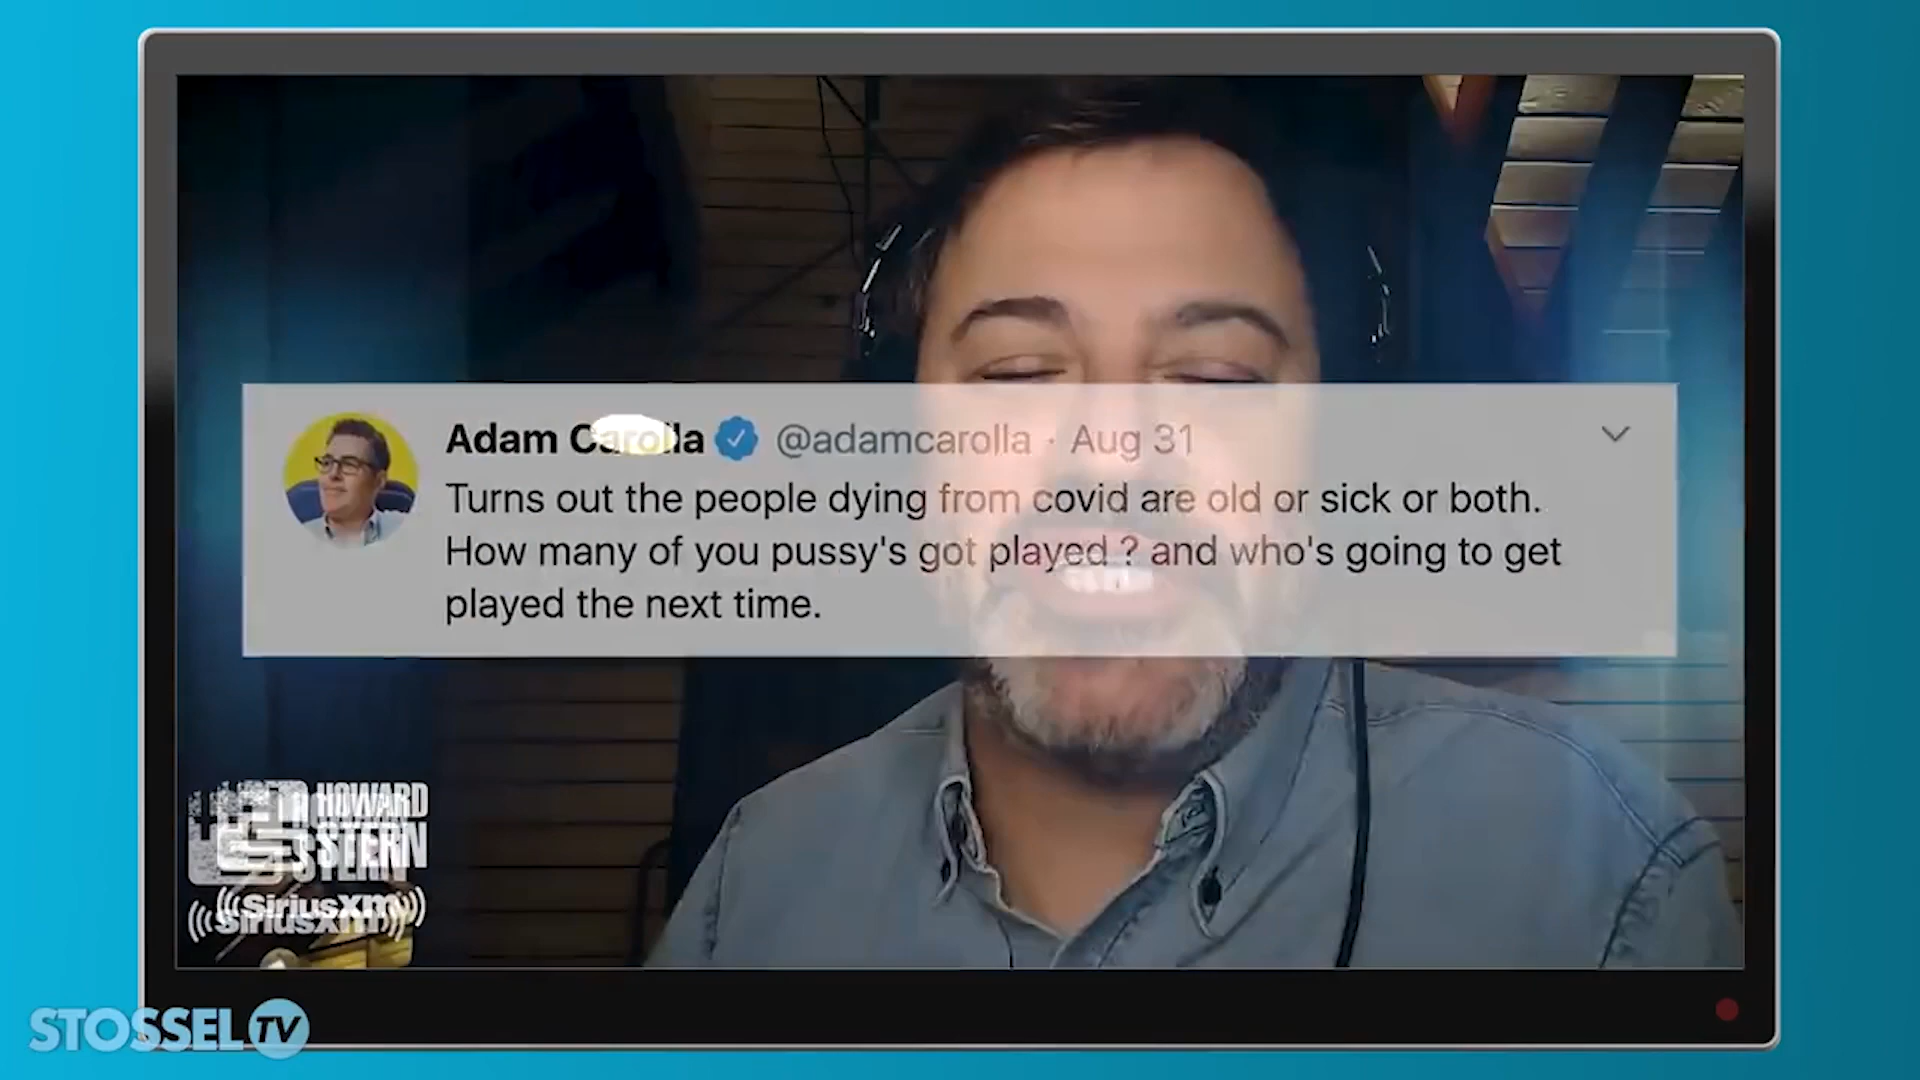 Adam Carolla @adamcarolla · Aug 31
Turns out the people dying from covid are old or sick or both.
How many of you pussy's got played ? and who's going to get
played the next time.
HOWARD
STERN
SiriusXM
STOSSEL TV